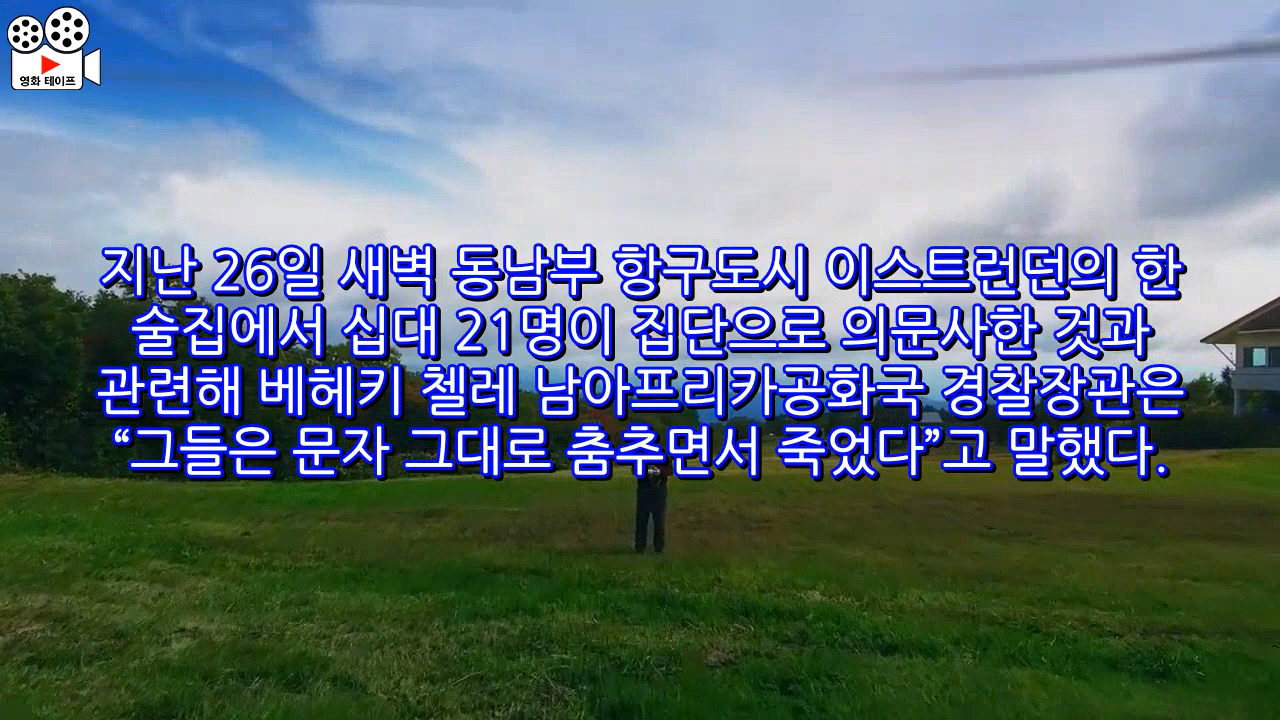 영화 테이프
지난 26일 새벽 동남부 항구도시 이스트런던의 한
술집에서 십대 21명이 집단으로 의문사한 것과
관련해 베헤키 첼레 남아프리카공화국 경찰장관은
“그들은 문자 그대로 춤추면서 죽었다”고 말했다.